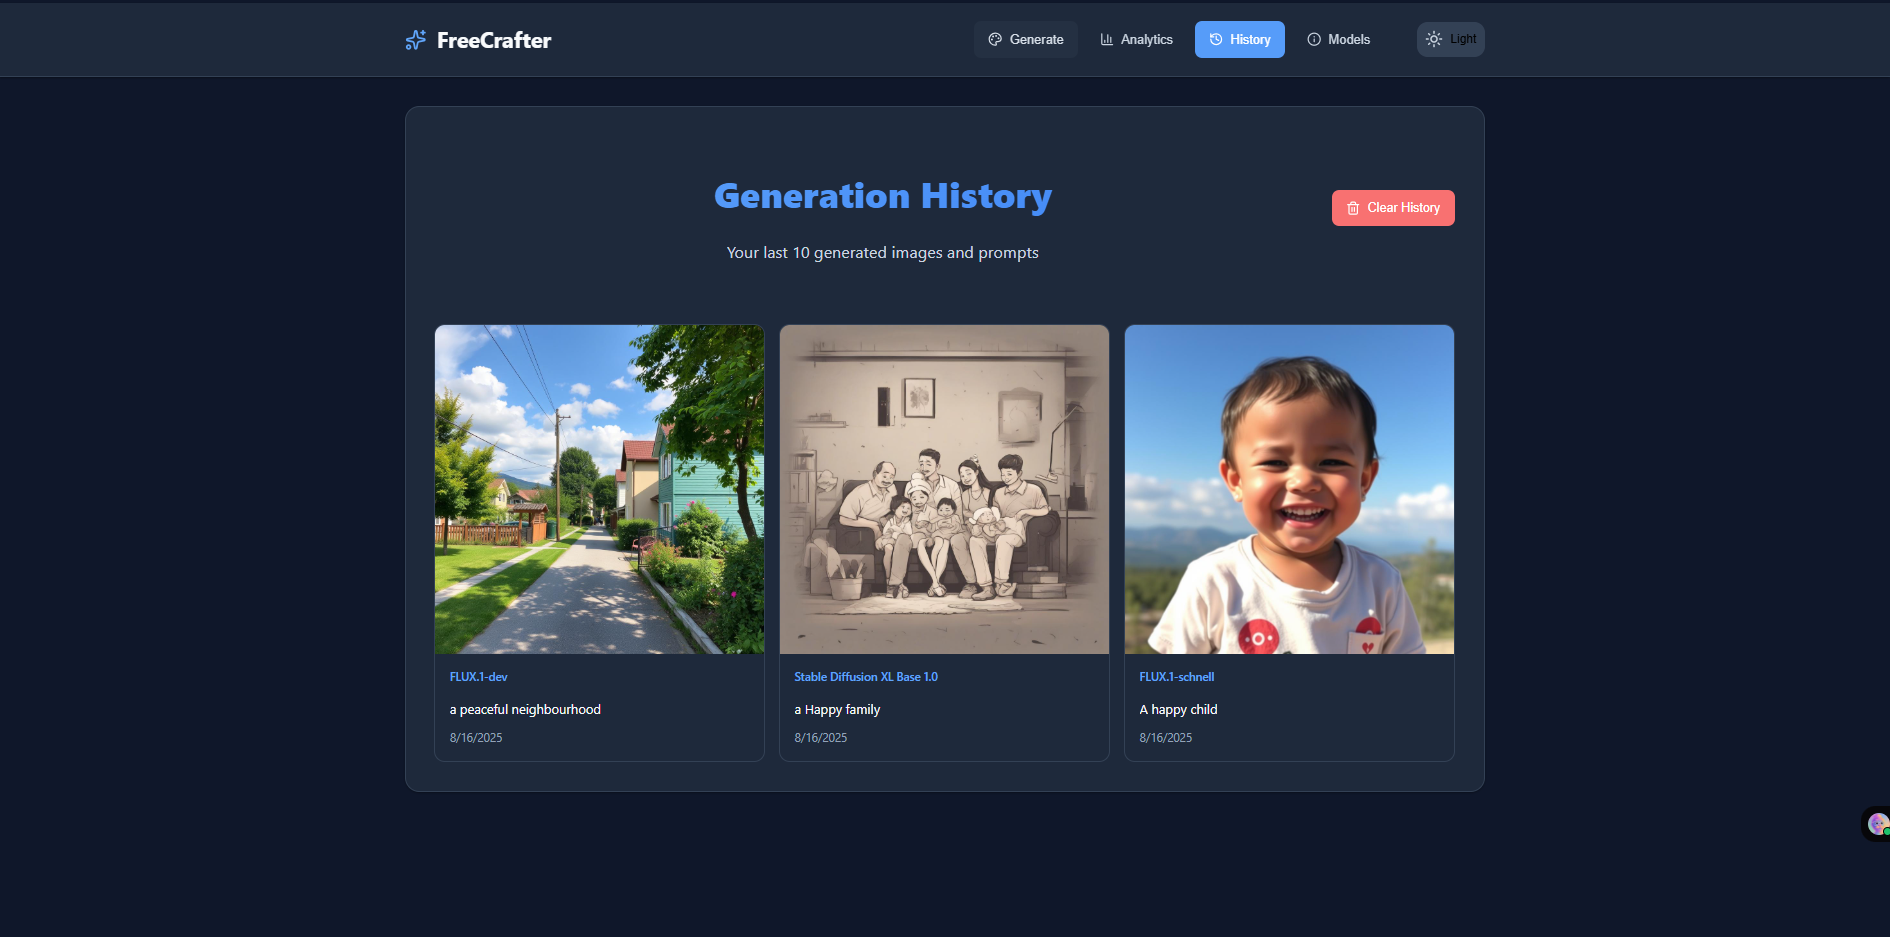 FreeCrafter
Generate
Analytics
History
Models
Light
Generation History
Clear History
Your last 10 generated images and prompts
FLUX.1-dev
a peaceful neighbourhood
8/16/2025
Stable Diffusion XL Base 1.0
a Happy family
8/16/2025
FLUX.1-schnell
A happy child
8/16/2025